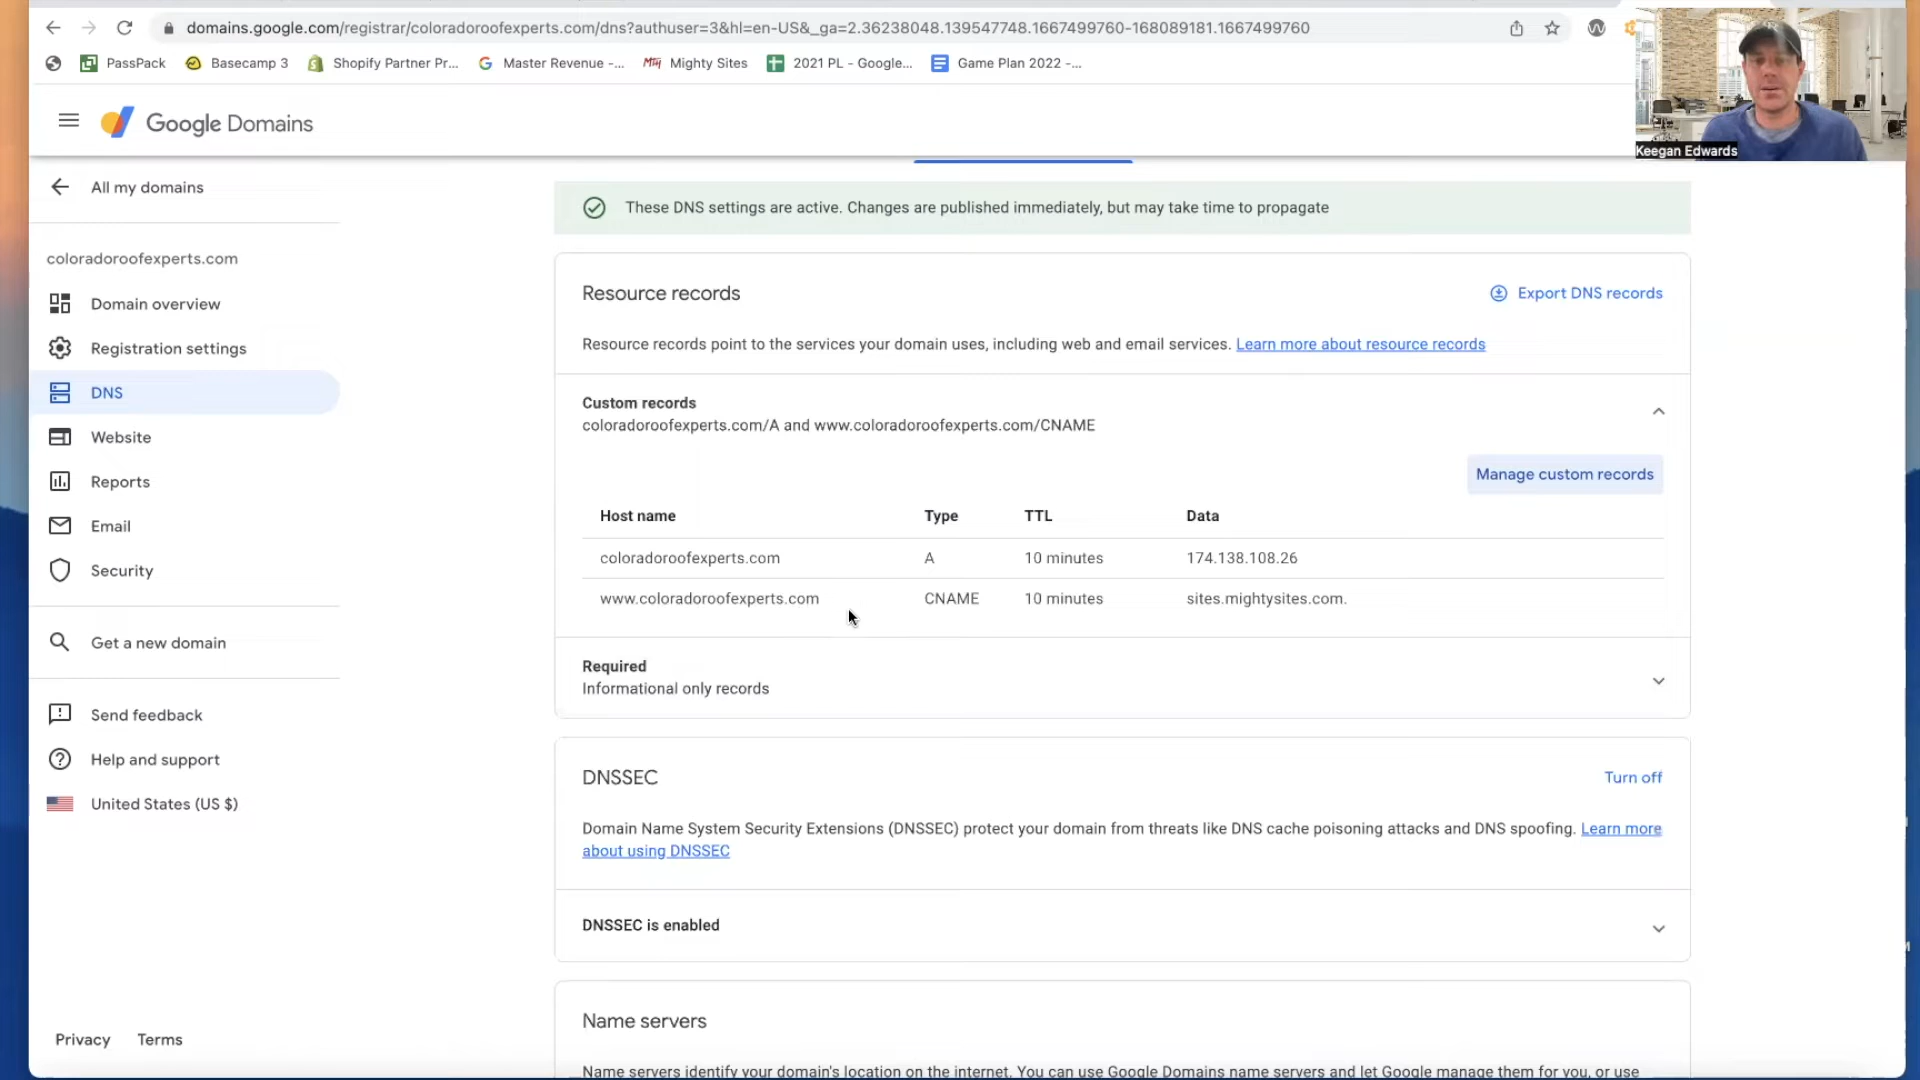 domains.google.com/registrar/coloradoroofexperts.com/dns?authuser=3&hl=en-US&_ga=2.36238048.139547748.1667499760-168089181.1667499760
PassPack Basecamp 3 Shopify Partner Pr... Master Revenue -... Mighty Sites 2021 PL - Google... Game Plan 2022 -...
Google Domains
Keegan Edwards
All my domains
coloradoroofexperts.com
Domain overview
Registration settings
DNS
Website
Reports
Email
Security
Get a new domain
Send feedback
Help and support
United States (US $)
Privacy Terms
These DNS settings are active. Changes are published immediately, but may take time to propagate
Resource records
Export DNS records
Resource records point to the services your domain uses, including web and email services. Learn more about resource records
Custom records
coloradoroofexperts.com/A and www.coloradoroofexperts.com/CNAME
Manage custom records
Host name Type TTL Data
coloradoroofexperts.com A 10 minutes 174.138.108.26
www.coloradoroofexperts.com CNAME 10 minutes sites.mightysites.com.
Required
Informational only records
DNSSEC
Turn off
Domain Name System Security Extensions (DNSSEC) protect your domain from threats like DNS cache poisoning attacks and DNS spoofing. Learn more
about using DNSSEC
DNSSEC is enabled
Name servers
Name servers identify your domain's location on the internet. You can use Google Domains name servers and let Google manage them for you, or use